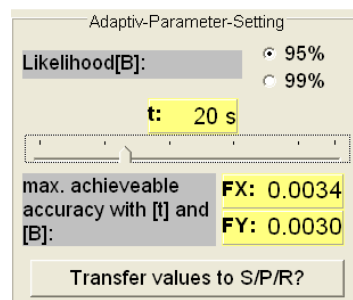 Adaptiv-Parameter-Setting
Likelihood[B]:
95%
99%
t: 20 s
max. achieveable
accuracy with [t] and
[B]:
FX: 0.0034
FY: 0.0030
Transfer values to S/P/R?